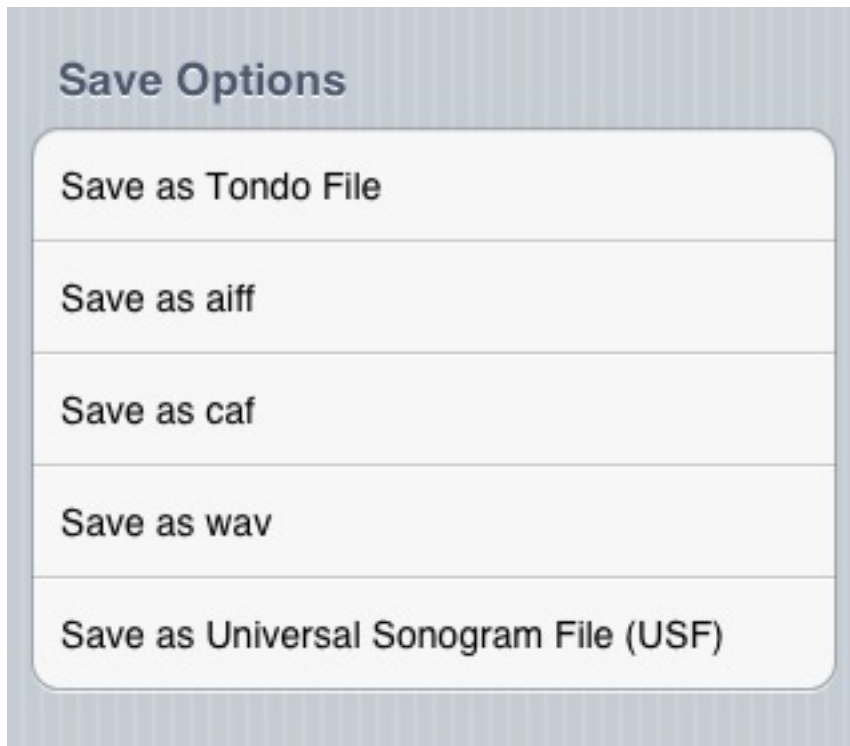 Save Options
Save as Tondo File
Save as aiff
Save as caf
Save as wav
Save as Universal Sonogram File (USF)